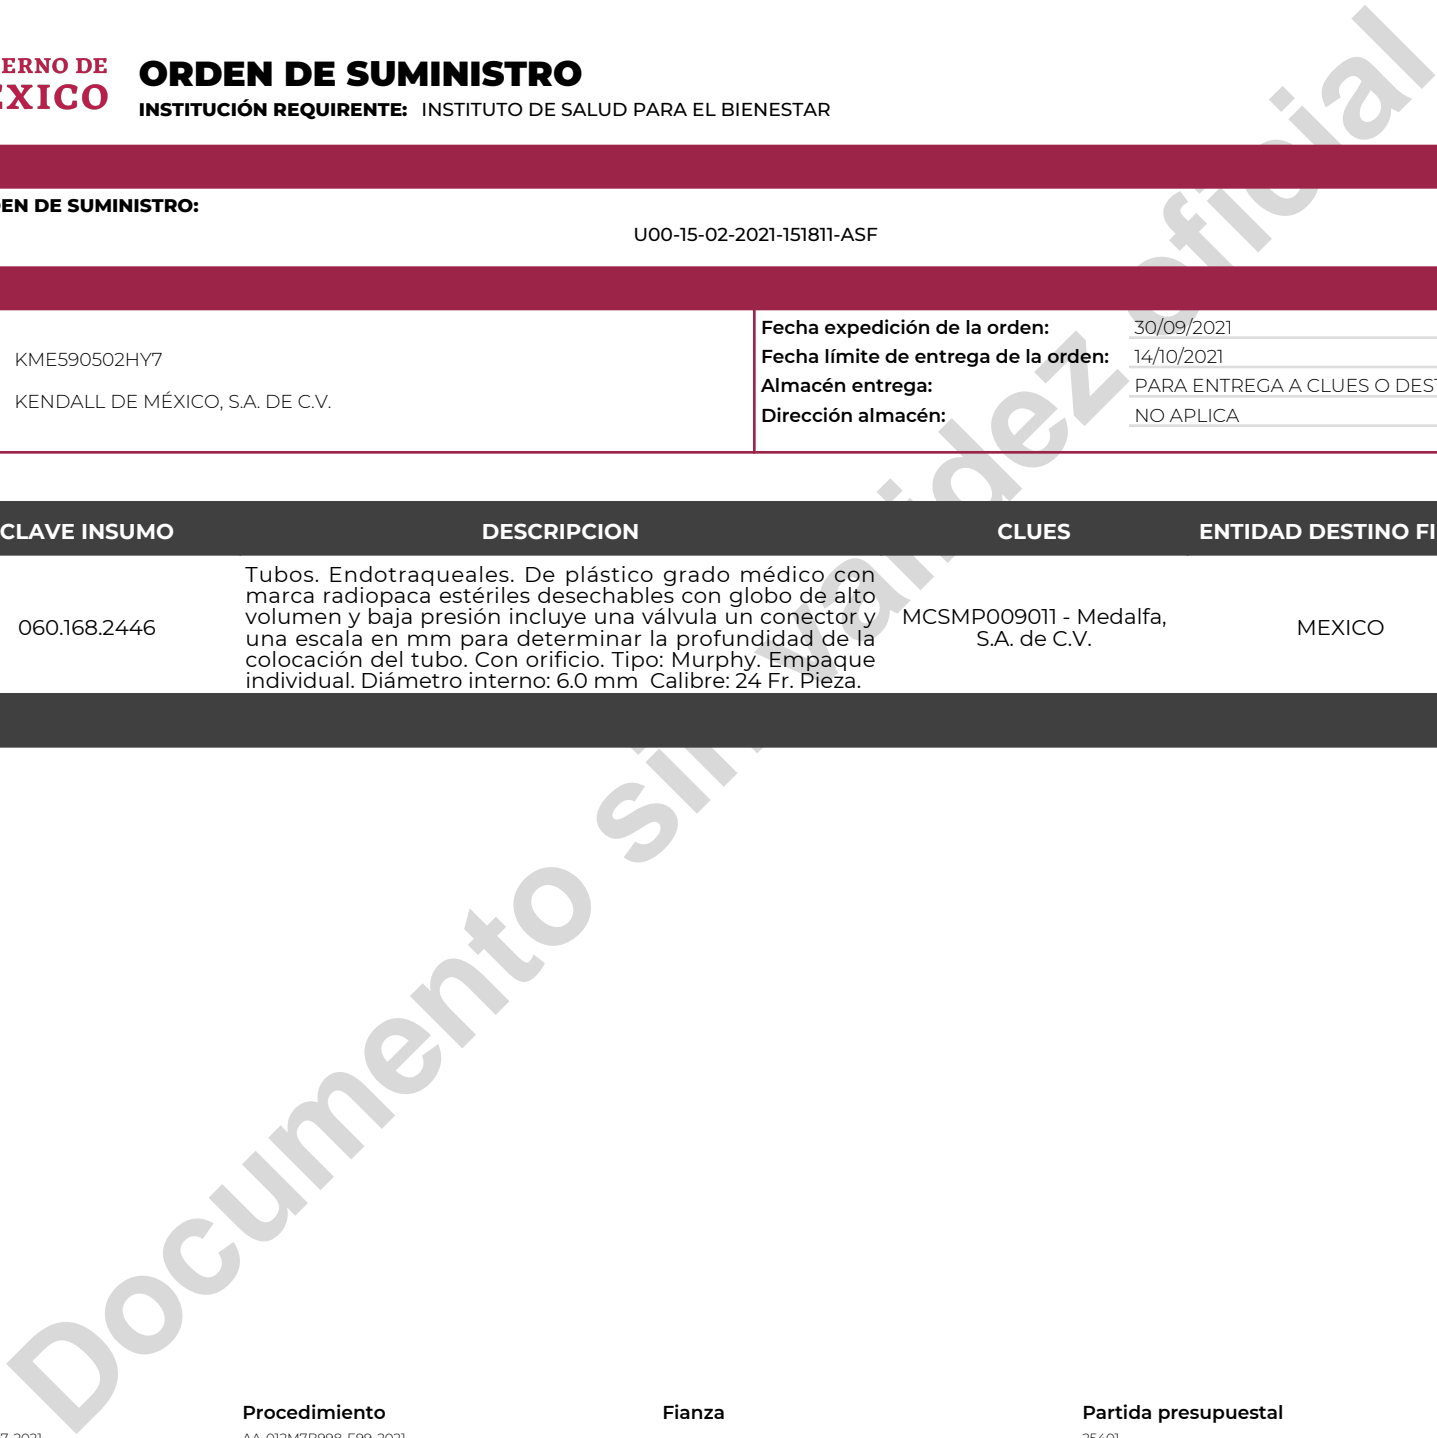 ERNO DE
EXICO
ORDEN DE SUMINISTRO
INSTITUCIÓN REQUIRENTE: INSTITUTO DE SALUD PARA EL BIENESTAR
EN DE SUMINISTRO:
U00-15-02-2021-151811-ASF
KME590502HY7
KENDALL DE MÉXICO, S.A. DE C.V.
Fecha expedición de la orden: 30/09/2021
Fecha límite de entrega de la orden: 14/10/2021
Almacén entrega: PARA ENTREGA A CLUES O DEST
Dirección almacén: NO APLICA
CLAVE INSUMO DESCRIPCION CLUES ENTIDAD DESTINO FI
060.168.2446
Tubos. Endotraqueales. De plástico grado médico con
marca radiopaca estériles desechables con globo de alto
volumen y baja presión incluye una válvula un conector y
una escala en mm para determinar la profundidad de la
colocación del tubo. Con orificio. Tipo: Murphy. Empaque
individual. Diámetro interno: 6.0 mm Calibre: 24 Fr. Pieza.
MCSMP009011 - Medalfa,
S.A. de C.V.
MEXICO
Documento sin validez oficial
Procedimiento Fianza Partida presupuestal